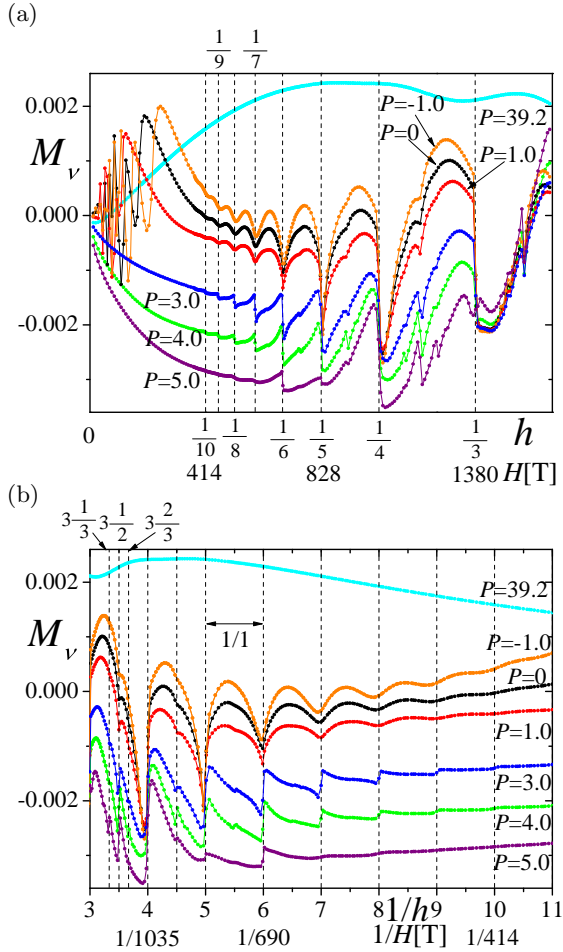 (a)
1/9 1/7
M_ν
0.002
0.000
-0.002
P=-1.0
P=0
P=39.2
P=1.0
P=3.0
P=4.0
P=5.0
0 1/10 1/8 1/6 1/5 1/4 1/3 h
414 828 1380 H[T]
(b)
3 1/3 3 1/2 3 2/3
M_ν
0.002
0.000
-0.002
1/1
P=39.2
P=-1.0
P=0
P=1.0
P=3.0
P=4.0
P=5.0
3 4 5 6 7 8 1/h 9 10 11
1/1035 1/690 1/H[T] 1/414